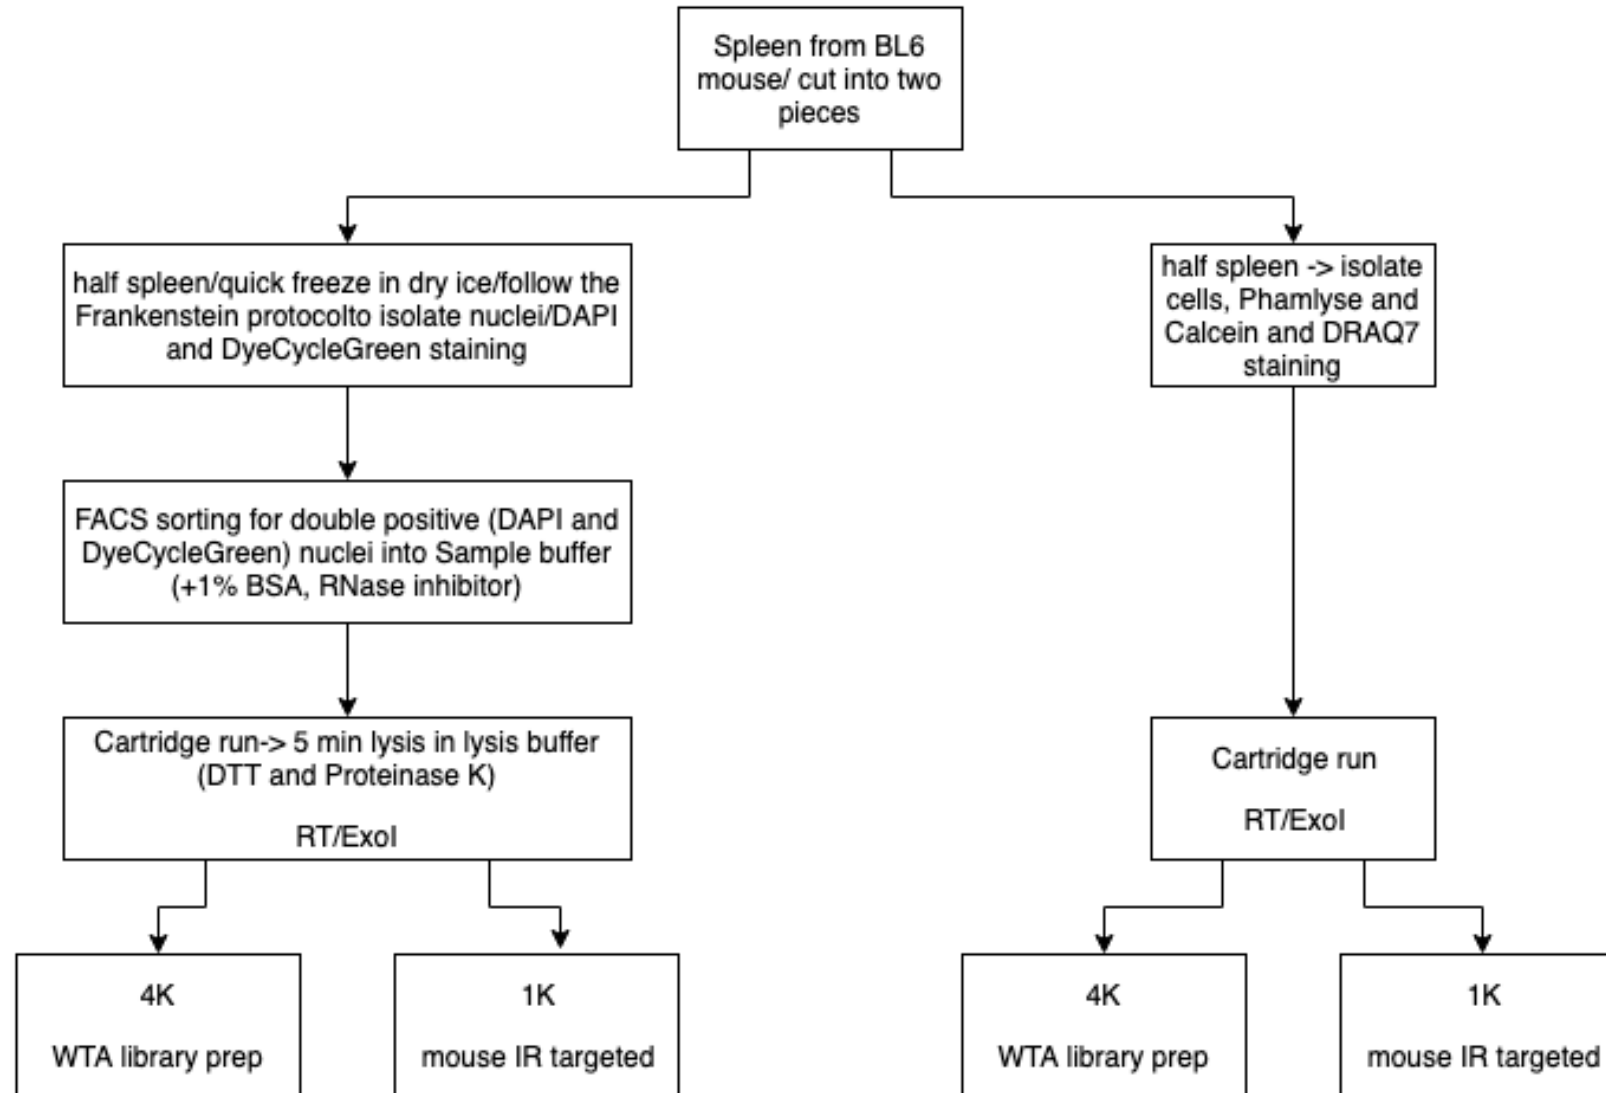 Spleen from BL6
mouse/ cut into two
pieces
half spleen/quick freeze in dry ice/follow the
Frankenstein protocolto isolate nuclei/DAPI
and DyeCycleGreen staining
half spleen -> isolate
cells, Phamlyse and
Calcein and DRAQ7
staining
FACS sorting for double positive (DAPI and
DyeCycleGreen) nuclei into Sample buffer
(+1% BSA, RNase inhibitor)
Cartridge run-> 5 min lysis in lysis buffer
(DTT and Proteinase K)
RT/ExoI
Cartridge run
RT/ExoI
4K
WTA library prep
1K
mouse IR targeted
4K
WTA library prep
1K
mouse IR targeted